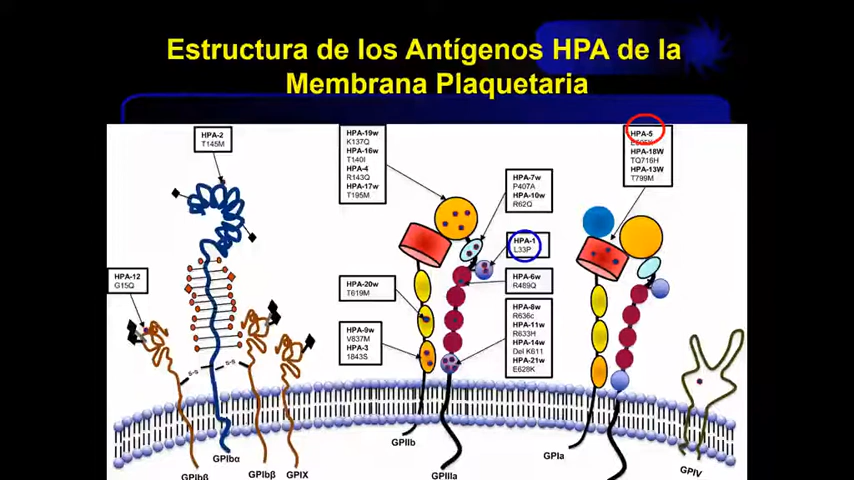 Estructura de los Antígenos HPA de la
Membrana Plaquetaria
HPA-2
T145M
HPA-12
G15Q
HPA-19w
K137Q
HPA-16w
T140I
HPA-4
R143Q
HPA-17w
T195M
HPA-20w
T619M
HPA-9w
V837M
HPA-3
1843S
HPA-7w
P407A
HPA-10w
R62Q
HPA-1
L33P
HPA-6w
R489Q
HPA-8w
R636c
HPA-11w
R633H
HPA-14w
Del K611
HPA-21w
E628K
HPA-5
HPA-18W
TQ716H
HPA-13W
T799M
S-S
S-S
GPIbβ
GPIbα
GPIbβ
GPIX
GPIIb
GPIIIa
GPIa
GPIV